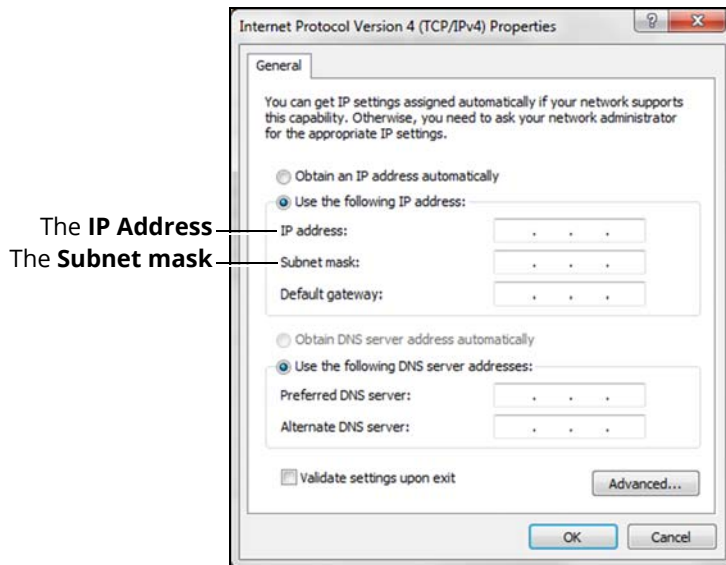 Internet Protocol Version 4 (TCP/IPv4) Properties
General
You can get IP settings assigned automatically if your network supports
this capability. Otherwise, you need to ask your network administrator
for the appropriate IP settings.
Obtain an IP address automatically
Use the following IP address:
The IP Address
IP address:
The Subnet mask
Subnet mask:
Default gateway:
Obtain DNS server address automatically
Use the following DNS server addresses:
Preferred DNS server:
Alternate DNS server:
Validate settings upon exit
Advanced...
OK
Cancel